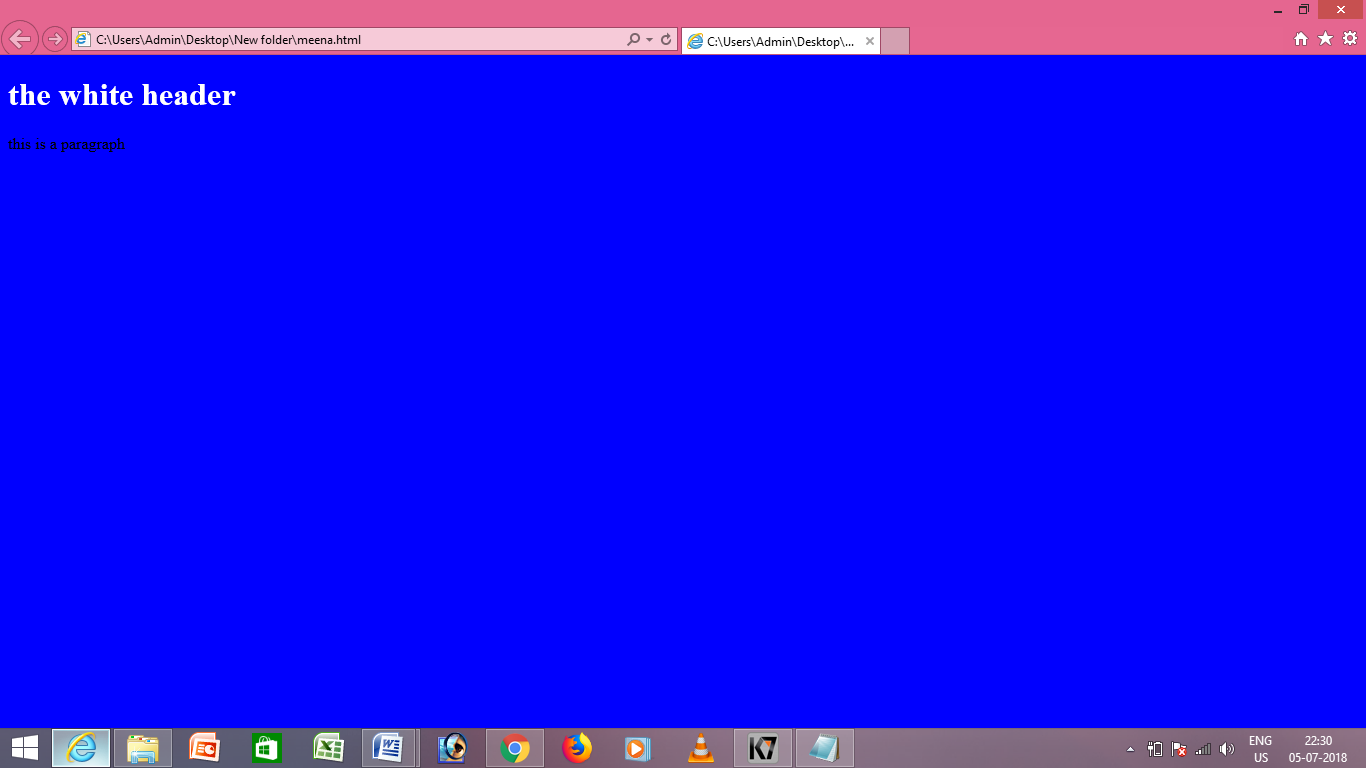 C:\Users\Admin\Desktop\New folder\meena.html
C:\Users\Admin\Desktop\...
the white header
this is a paragraph
K7
ENG
US
22:30
05-07-2018